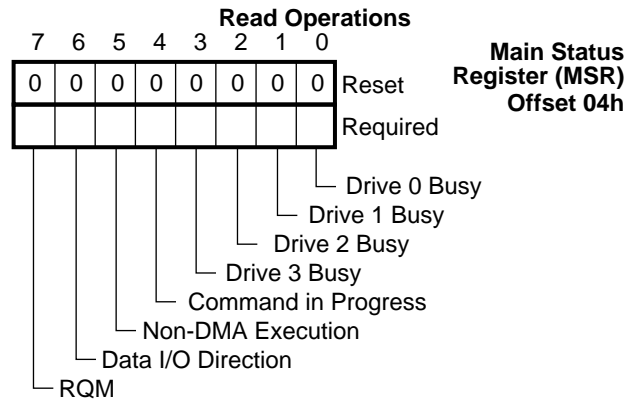 Read Operations
7 6 5 4 3 2 1 0
Main Status
Register (MSR)
Offset 04h
0 0 0 0 0 0 0 0 Reset
Required
Drive 0 Busy
Drive 1 Busy
Drive 2 Busy
Drive 3 Busy
Command in Progress
Non-DMA Execution
Data I/O Direction
RQM